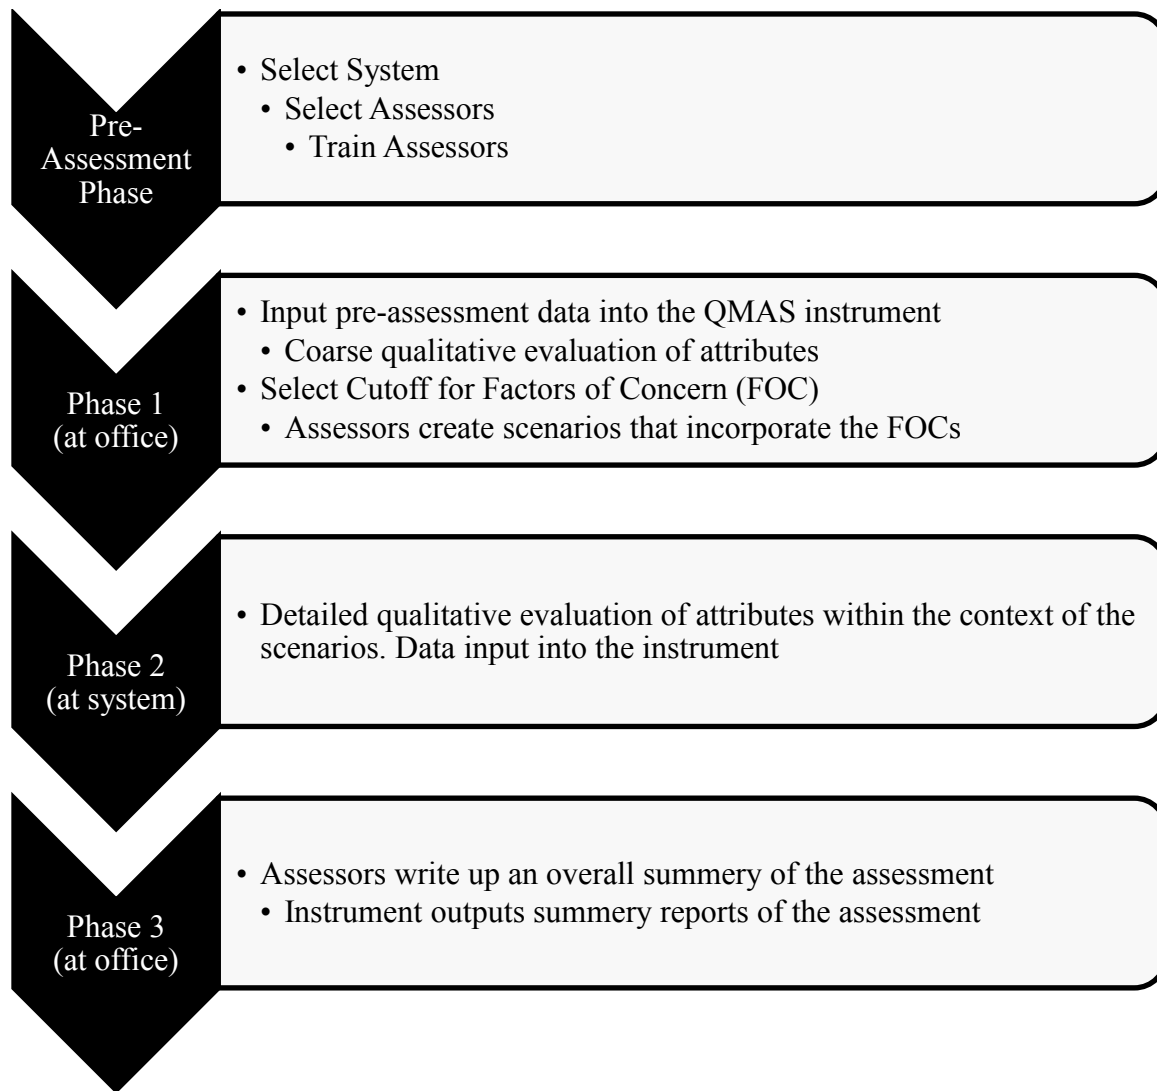 Pre-
Assessment
Phase
• Select System
• Select Assessors
• Train Assessors
Phase 1
(at office)
• Input pre-assessment data into the QMAS instrument
• Coarse qualitative evaluation of attributes
• Select Cutoff for Factors of Concern (FOC)
• Assessors create scenarios that incorporate the FOCs
Phase 2
(at system)
• Detailed qualitative evaluation of attributes within the context of the
scenarios. Data input into the instrument
Phase 3
(at office)
• Assessors write up an overall summery of the assessment
• Instrument outputs summery reports of the assessment